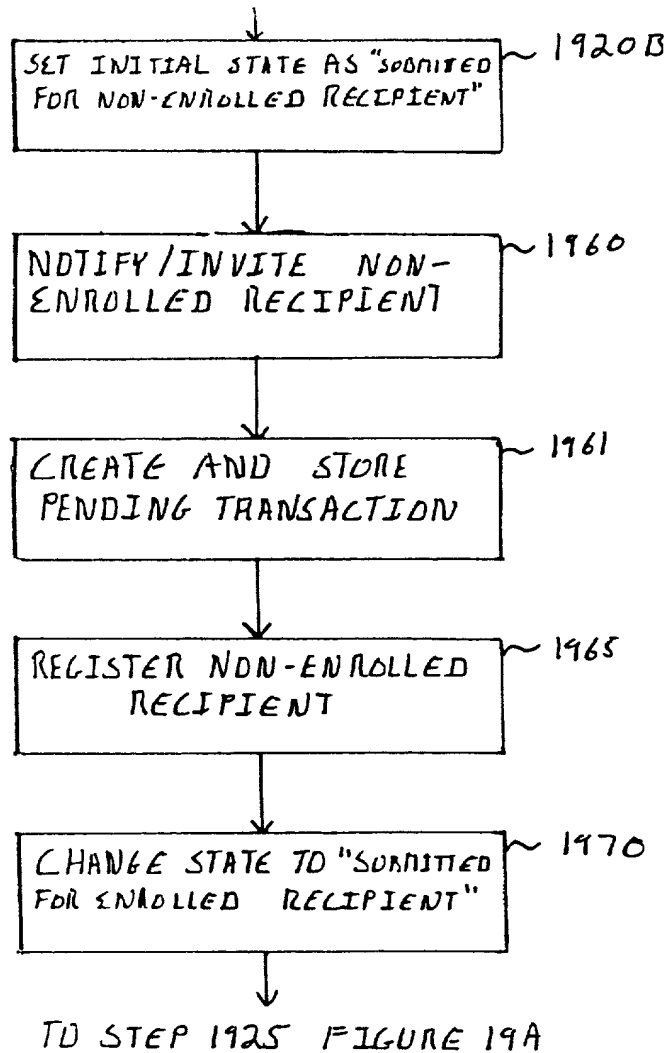 SET INITIAL STATE AS "SUBMITED
FOR NON-ENROLLED RECIPIENT"
1920B
NOTIFY/INVITE NON-
ENROLLED RECIPIENT
1960
CREATE AND STORE
PENDING TRANSACTION
1961
REGISTER NON-ENROLLED
RECIPIENT
1965
CHANGE STATE TO "SUBMITTED
FOR ENROLLED RECIPIENT"
1970
TO STEP 1925 FIGURE 19A